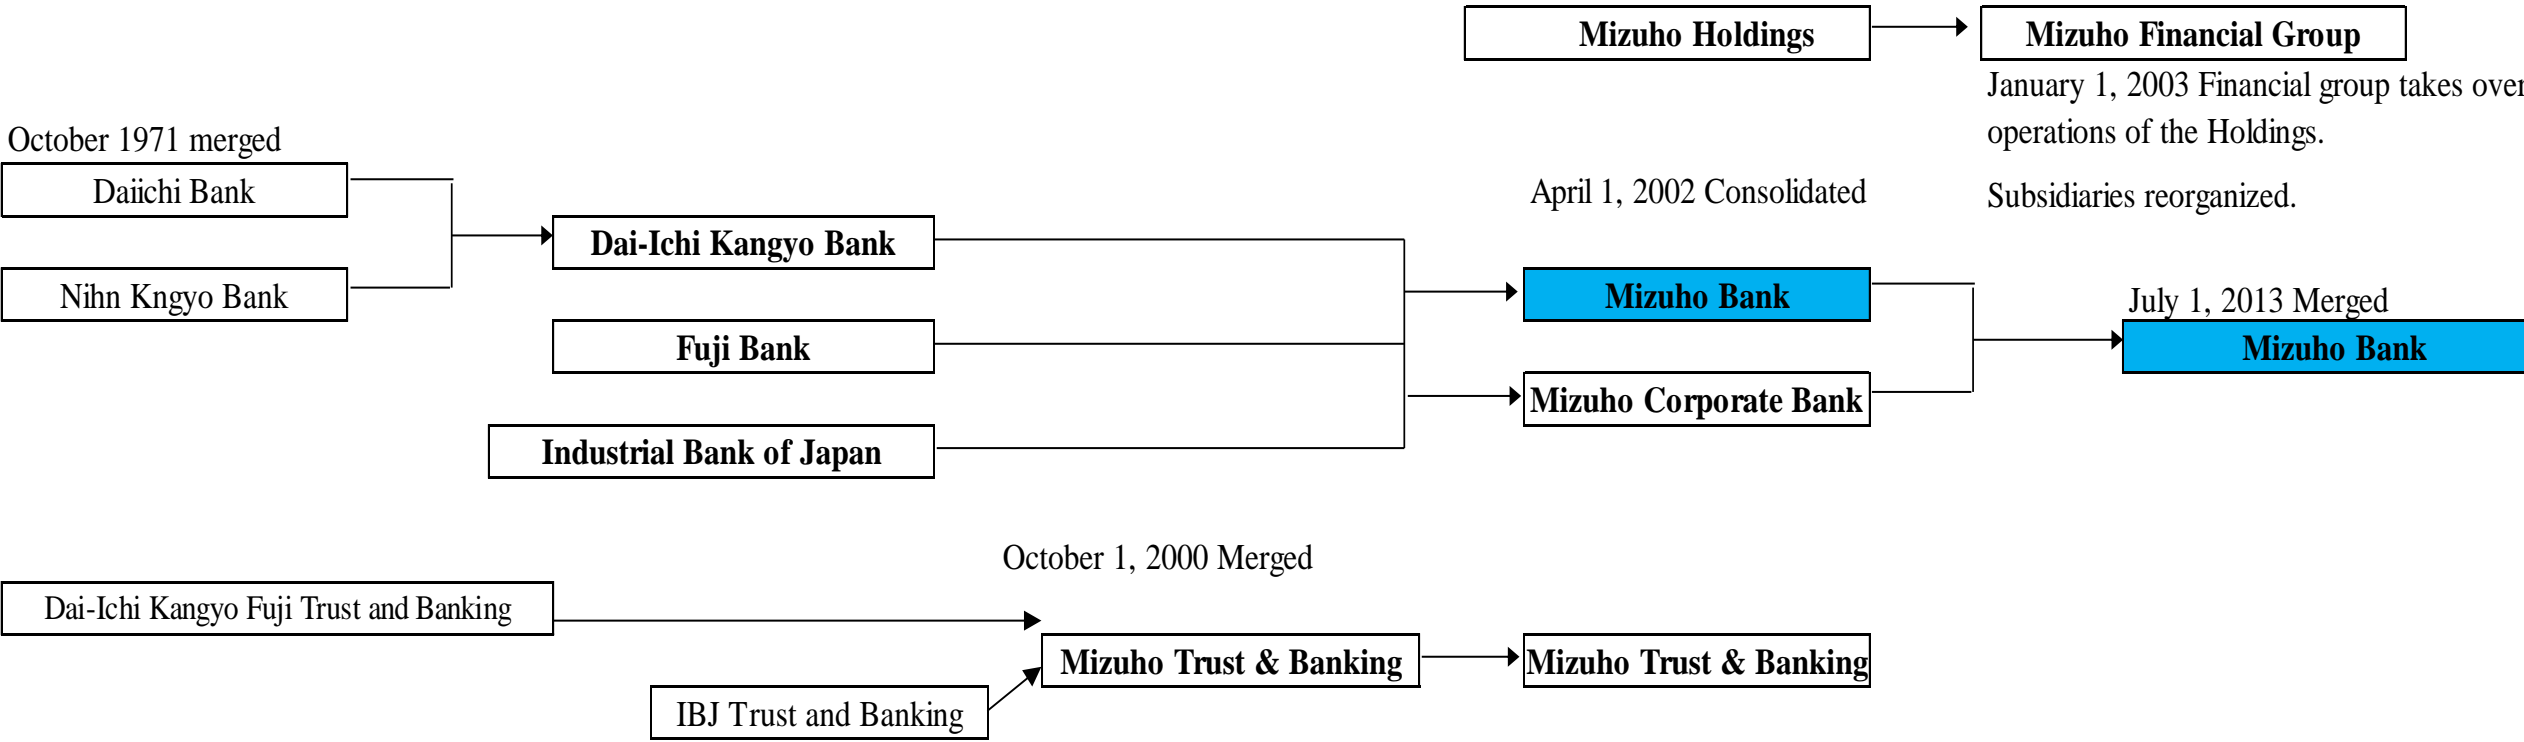 Mizuho Holdings
Mizuho Financial Group
January 1, 2003 Financial group takes over
operations of the Holdings.
Subsidiaries reorganized.
October 1971 merged
Daiichi Bank
Nihn Kngyo Bank
Dai-Ichi Kangyo Bank
Fuji Bank
Industrial Bank of Japan
April 1, 2002 Consolidated
Mizuho Bank
Mizuho Corporate Bank
July 1, 2013 Merged
Mizuho Bank
October 1, 2000 Merged
Dai-Ichi Kangyo Fuji Trust and Banking
IBJ Trust and Banking
Mizuho Trust & Banking
Mizuho Trust & Banking